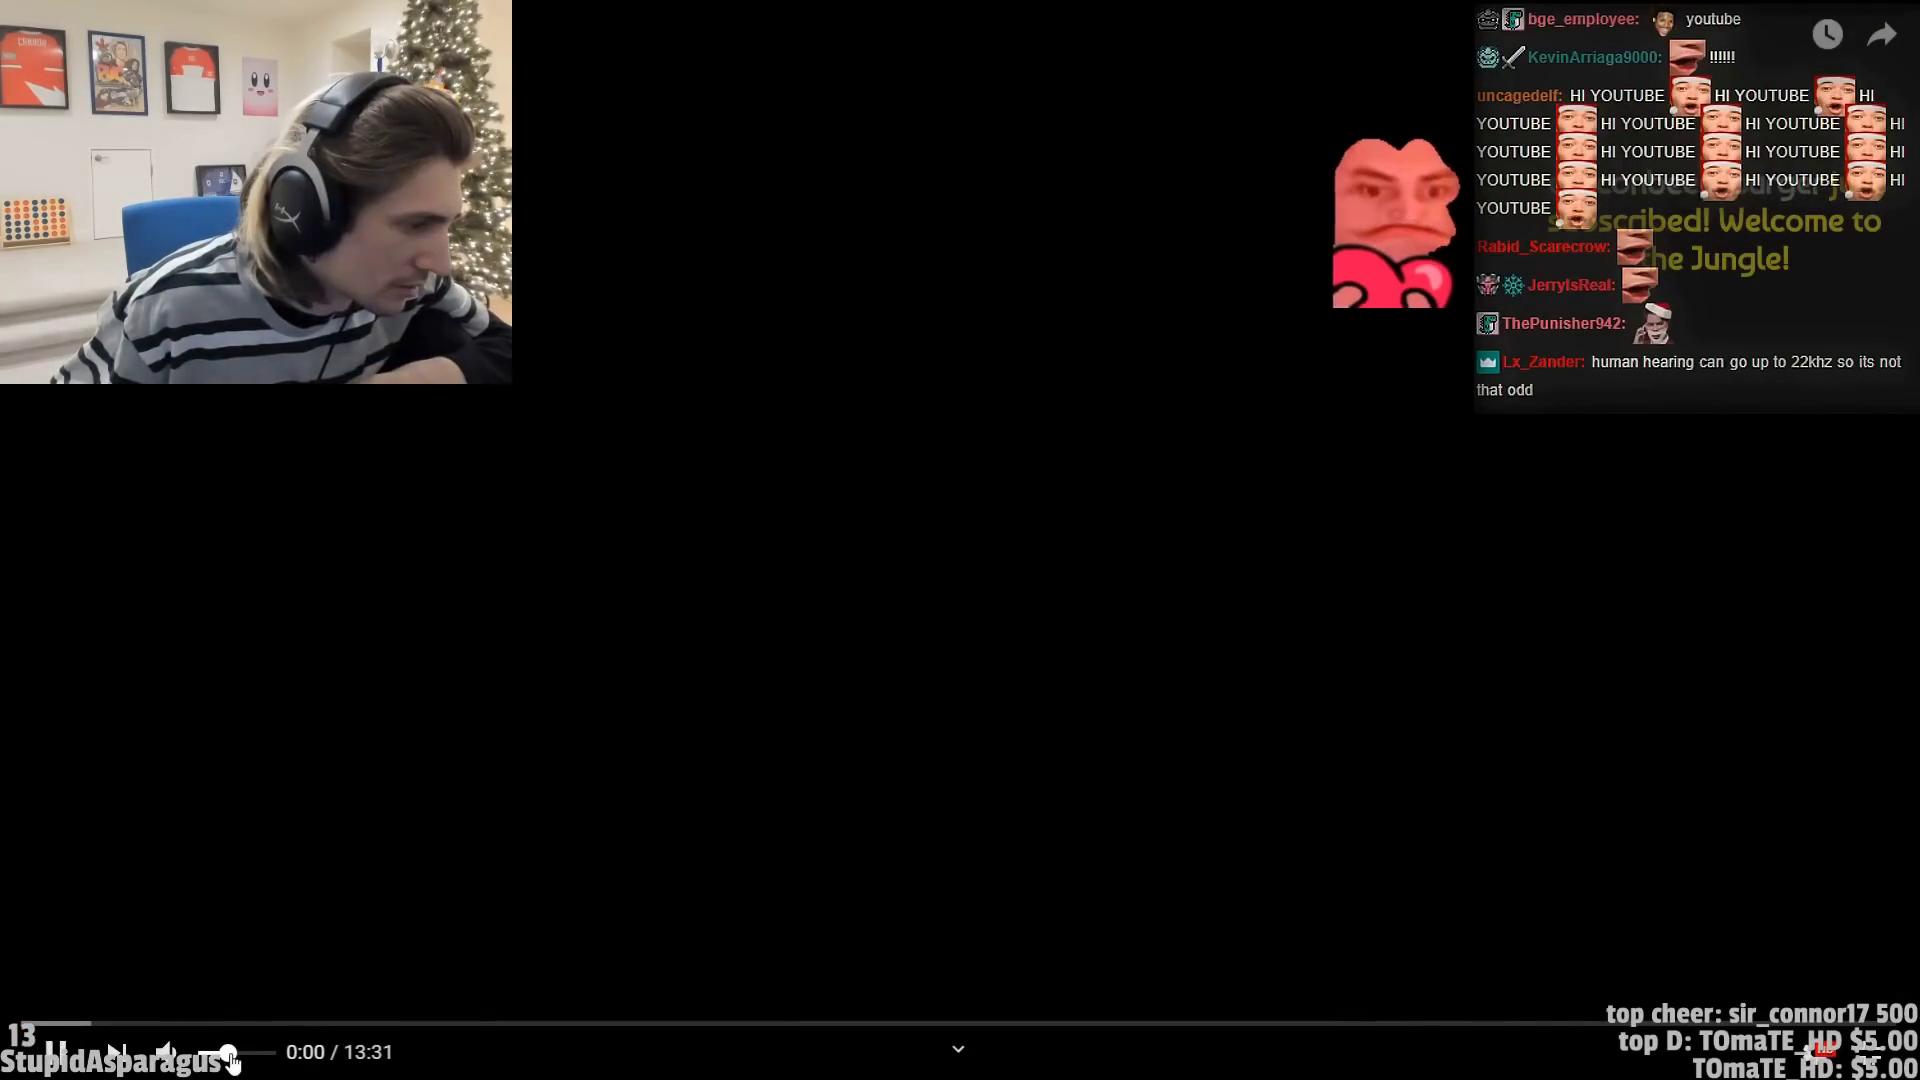 bge_employee: youtube
KevinArriaga9000: !!!!!!
uncagedelf: HI YOUTUBE HI YOUTUBE HI
YOUTUBE HI YOUTUBE HI YOUTUBE HI
YOUTUBE HI YOUTUBE HI YOUTUBE HI
YOUTUBE HI YOUTUBE HI YOUTUBE HI
YOUTUBE
subscribed! Welcome to
the Jungle!
Rabid_Scarecrow:
JerryIsReal:
ThePunisher942:
Lx_Zander: human hearing can go up to 22khz so its not
that odd
CANADA
13
StupidAsparagus
0:00 / 13:31
top cheer: sir_connor17 500
top D: TOmaTE_HD $5.00
TOmaTE_HD: $5.00
HD